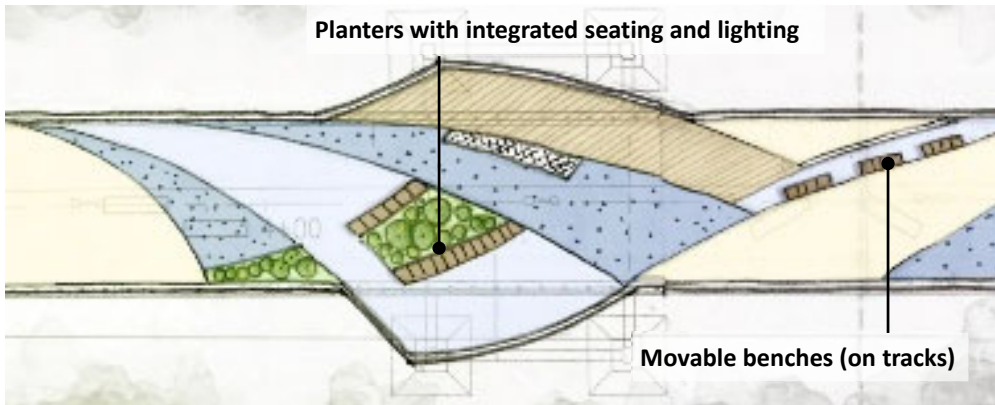 Planters with integrated seating and lighting
Movable benches (on tracks)